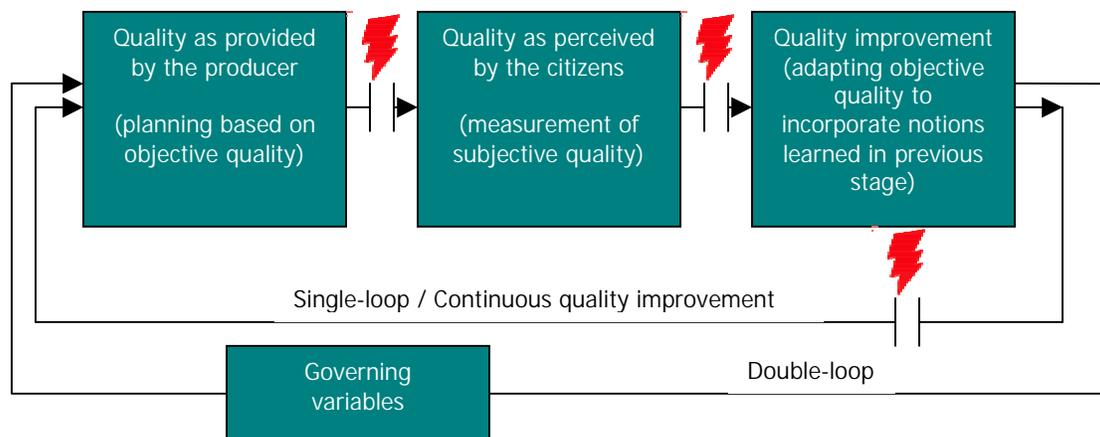 Quality as provided
by the producer
(planning based on
objective quality)
Quality as perceived
by the citizens
(measurement of
subjective quality)
Quality improvement
(adapting objective
quality to
incorporate notions
learned in previous
stage)
Single-loop / Continuous quality improvement
Governing
variables
Double-loop